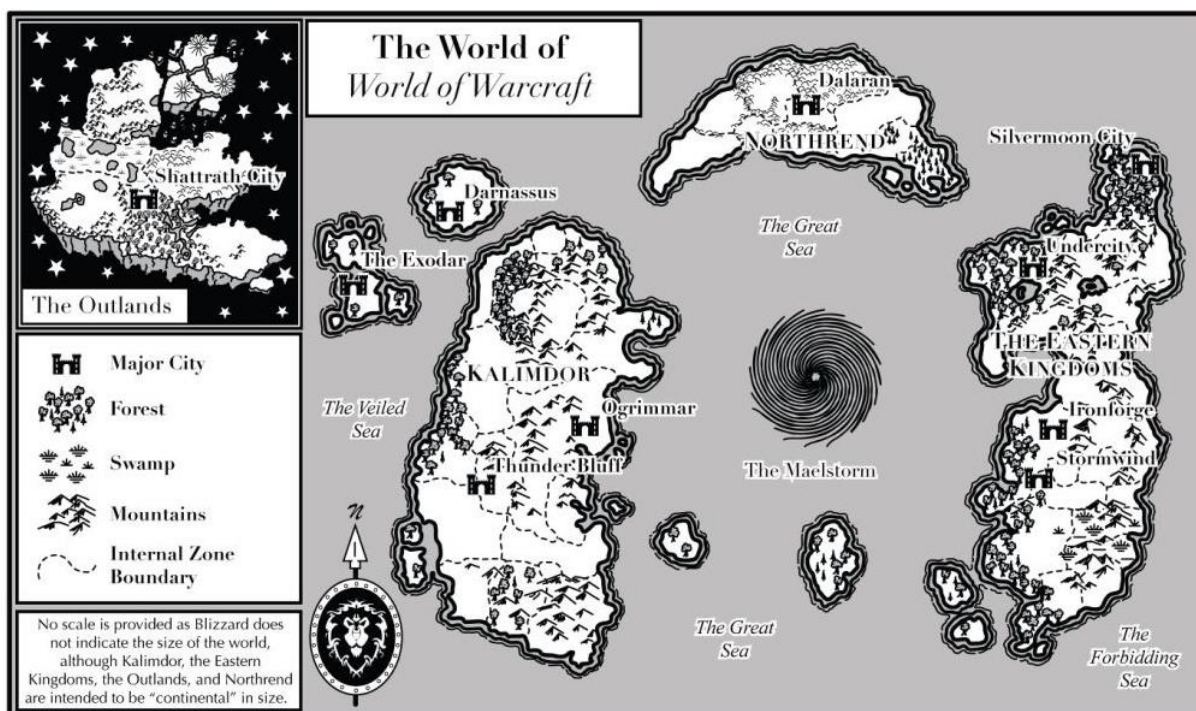 The World of
World of Warcraft
Shattrath City
The Outlands
Major City
Forest
Swamp
Mountains
Internal Zone
Boundary
No scale is provided as Blizzard does
not indicate the size of the world,
although Kalimdor, the Eastern
Kingdoms, the Outlands, and Northrend
are intended to be “continental” in size.
Dalaran
NORTHREND
Silvermoon City
Darnassus
The Great
Sea
Undercity
The Exodar
THE EASTERN
KINGDOMS
KALIMDOR
The Veiled
Sea
Ogrimmar
Ironforge
Thunder Bluff
The Maelstorm
Stormwind
N
The Great
Sea
The
Forbidding
Sea